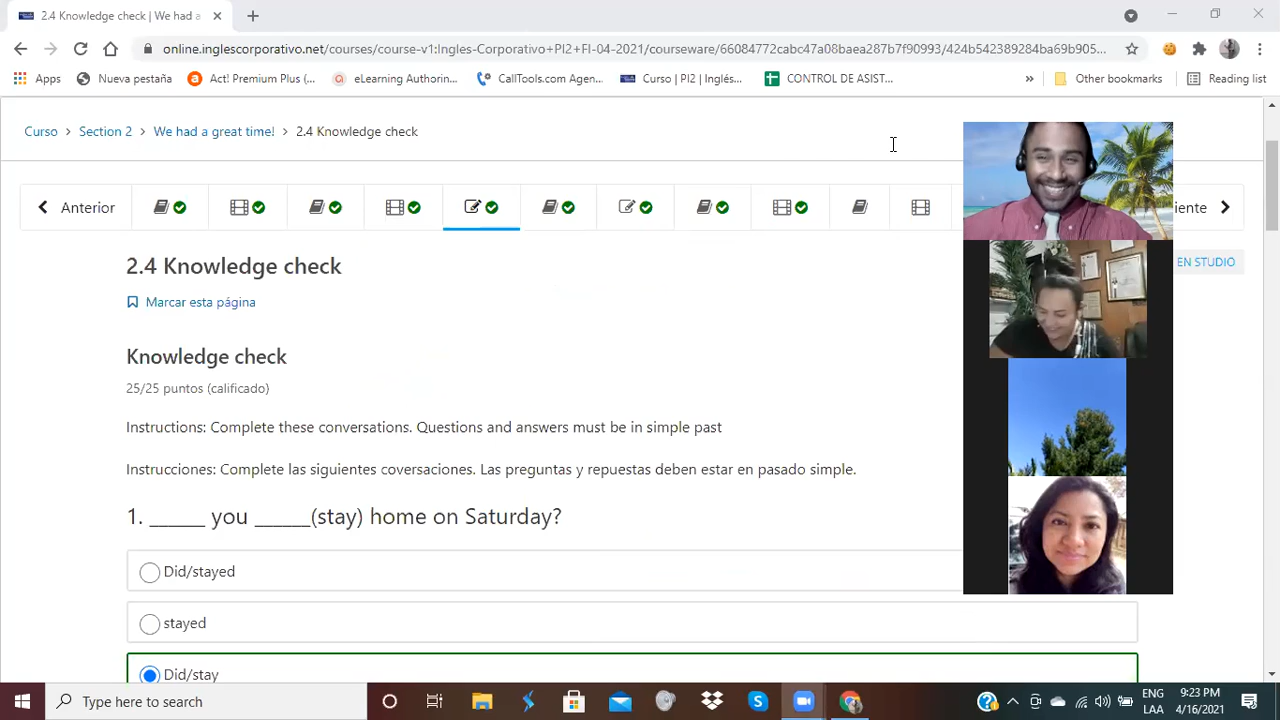 2.4 Knowledge check | We had a
online.inglescorporativo.net/courses/course-v1:Ingles-Corporativo+PI2+FI-04-2021/courseware/66084772cabc47a08baea287b7f90993/424b542389284ba69b905...
Apps Nueva pestaña Act! Premium Plus (... eLearning Authorin... CallTools.com Agen... Curso | PI2 | Inglés... CONTROL DE ASIST... » Other bookmarks Reading list
Curso > Section 2 > We had a great time! > 2.4 Knowledge check
Anterior iente
2.4 Knowledge check
EN STUDIO
Marcar esta página
Knowledge check
25/25 puntos (calificado)
Instructions: Complete these conversations. Questions and answers must be in simple past
Instrucciones: Complete las siguientes coversaciones. Las preguntas y repuestas deben estar en pasado simple.
1. ______ you ______(stay) home on Saturday?
Did/stayed
stayed
Did/stay
Type here to search
ENG 9:23 PM
LAA 4/16/2021